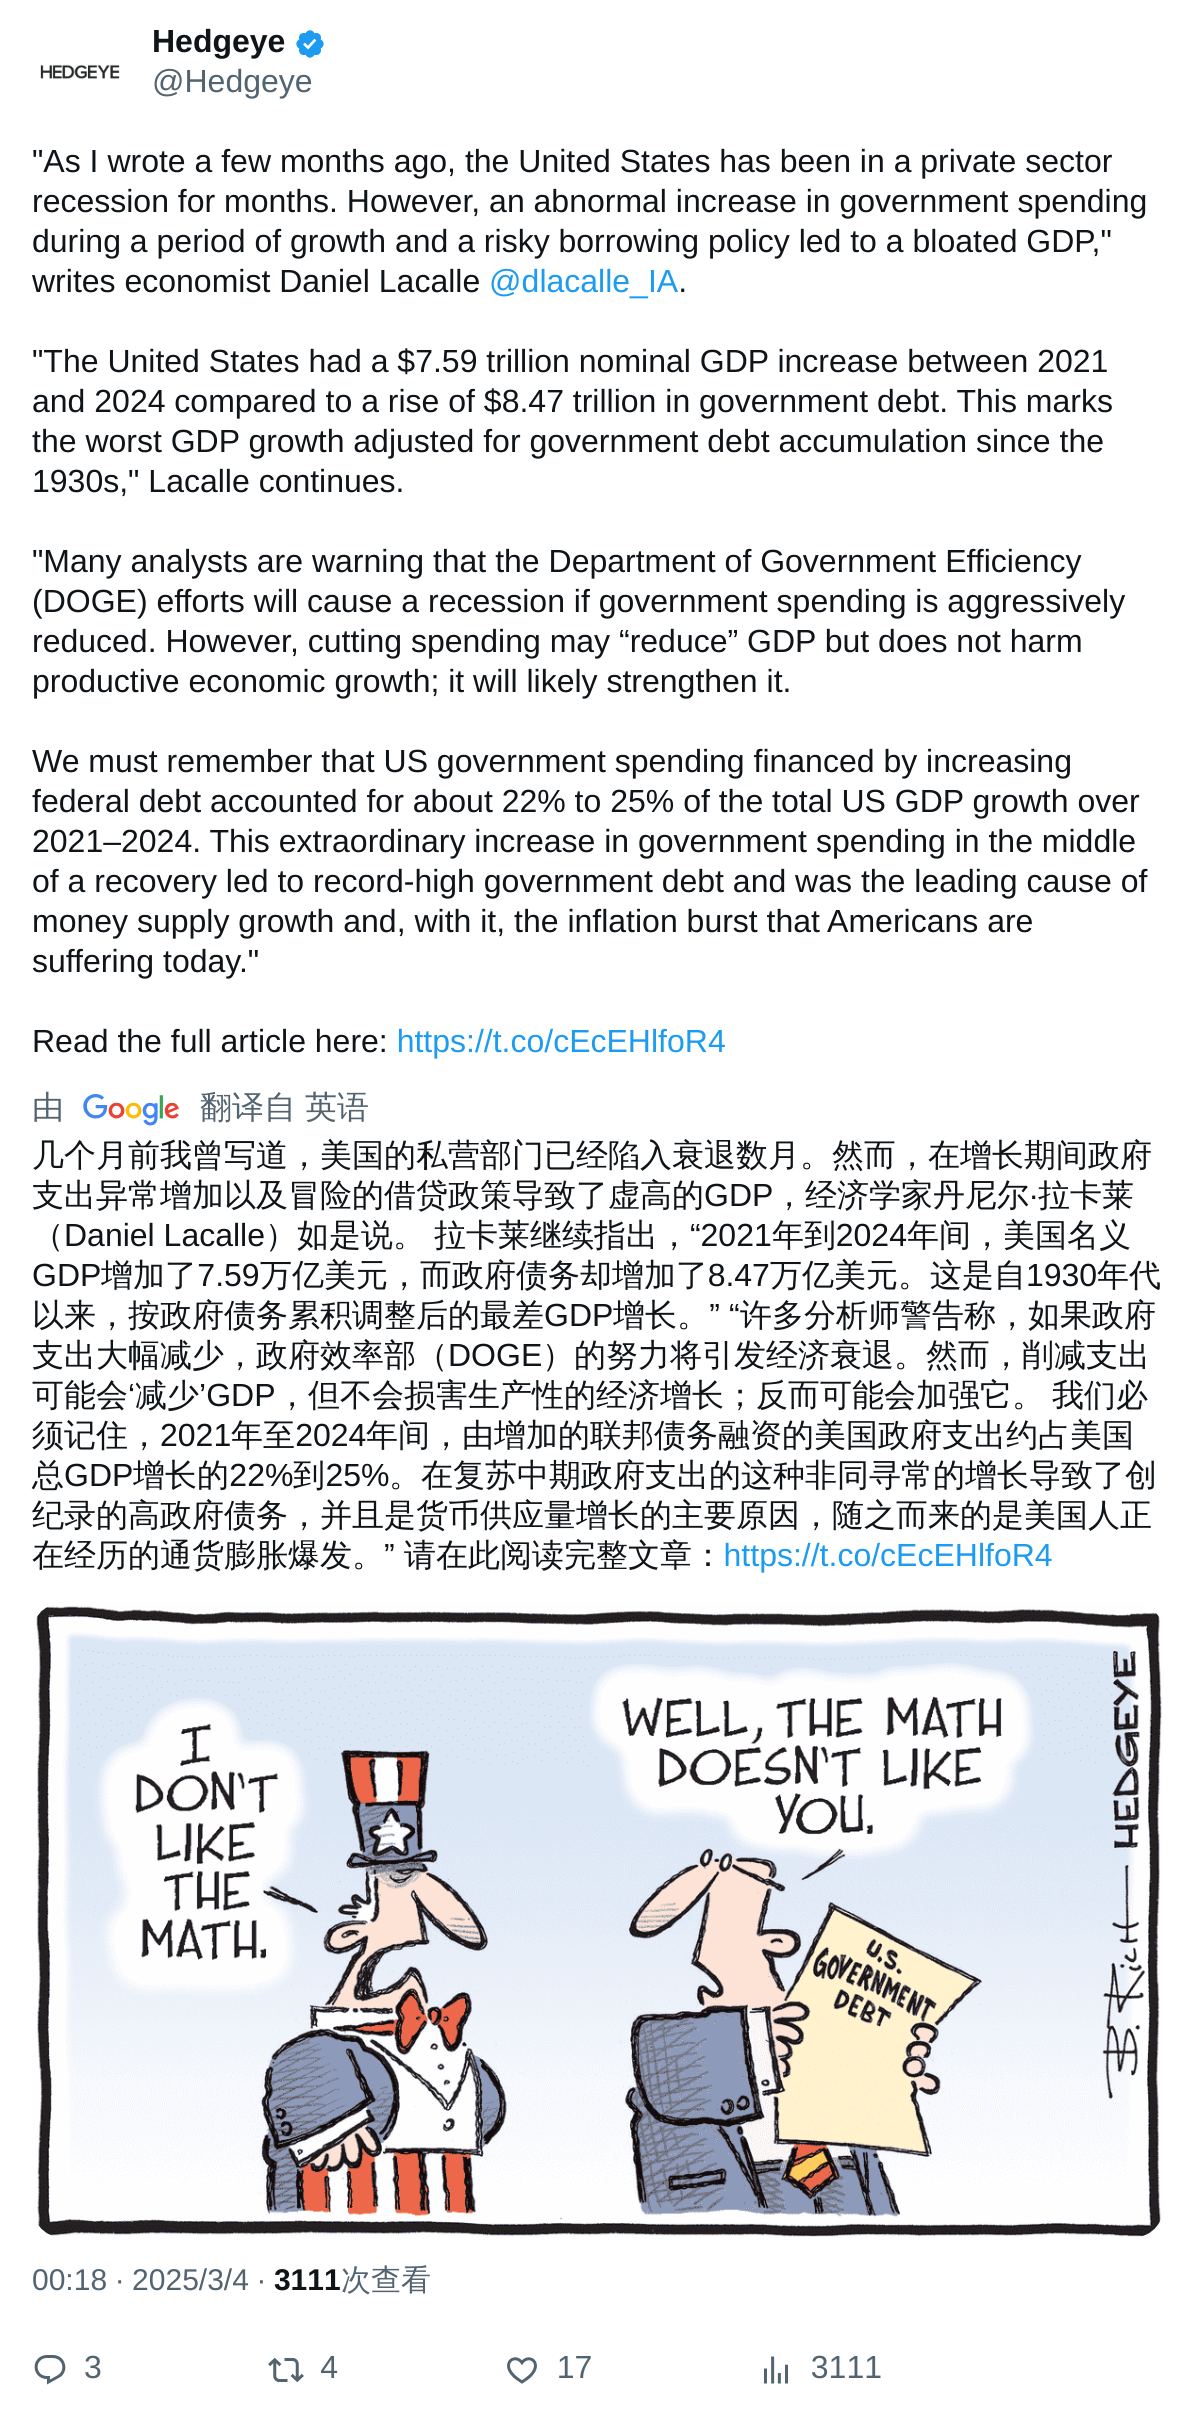 Hedgeye
HEDGEYE
@Hedgeye
"As I wrote a few months ago, the United States has been in a private sector
recession for months. However, an abnormal increase in government spending
during a period of growth and a risky borrowing policy led to a bloated GDP,"
writes economist Daniel Lacalle @dlacalle_IA.
"The United States had a $7.59 trillion nominal GDP increase between 2021
and 2024 compared to a rise of $8.47 trillion in government debt. This marks
the worst GDP growth adjusted for government debt accumulation since the
1930s," Lacalle continues.
"Many analysts are warning that the Department of Government Efficiency
(DOGE) efforts will cause a recession if government spending is aggressively
reduced. However, cutting spending may “reduce” GDP but does not harm
productive economic growth; it will likely strengthen it.
We must remember that US government spending financed by increasing
federal debt accounted for about 22% to 25% of the total US GDP growth over
2021–2024. This extraordinary increase in government spending in the middle
of a recovery led to record-high government debt and was the leading cause of
money supply growth and, with it, the inflation burst that Americans are
suffering today."
Read the full article here: https://t.co/cEcEHlfoR4
由 Google 翻译自 英语
几个月前我曾写道，美国的私营部门已经陷入衰退数月。然而，在增长期间政府
支出异常增加以及冒险的借贷政策导致了虚高的GDP，经济学家丹尼尔·拉卡莱
（Daniel Lacalle）如是说。 拉卡莱继续指出，“2021年到2024年间，美国名义
GDP增加了7.59万亿美元，而政府债务却增加了8.47万亿美元。这是自1930年代
以来，按政府债务累积调整后的最差GDP增长。” “许多分析师警告称，如果政府
支出大幅减少，政府效率部（DOGE）的努力将引发经济衰退。然而，削减支出
可能会‘减少’GDP，但不会损害生产性的经济增长；反而可能会加强它。 我们必
须记住，2021年至2024年间，由增加的联邦债务融资的美国政府支出约占美国
总GDP增长的22%到25%。在复苏中期政府支出的这种非同寻常的增长导致了创
纪录的高政府债务，并且是货币供应量增长的主要原因，随之而来的是美国人正
在经历的通货膨胀爆发。” 请在此阅读完整文章：https://t.co/cEcEHlfoR4
I
DON'T
LIKE
THE
MATH.
WELL, THE MATH
DOESN'T LIKE
YOU.
U.S.
GOVERNMENT
DEBT
B. Rich — HEDGEYE
00:18 · 2025/3/4 · 3111次查看
3 4 17 3111